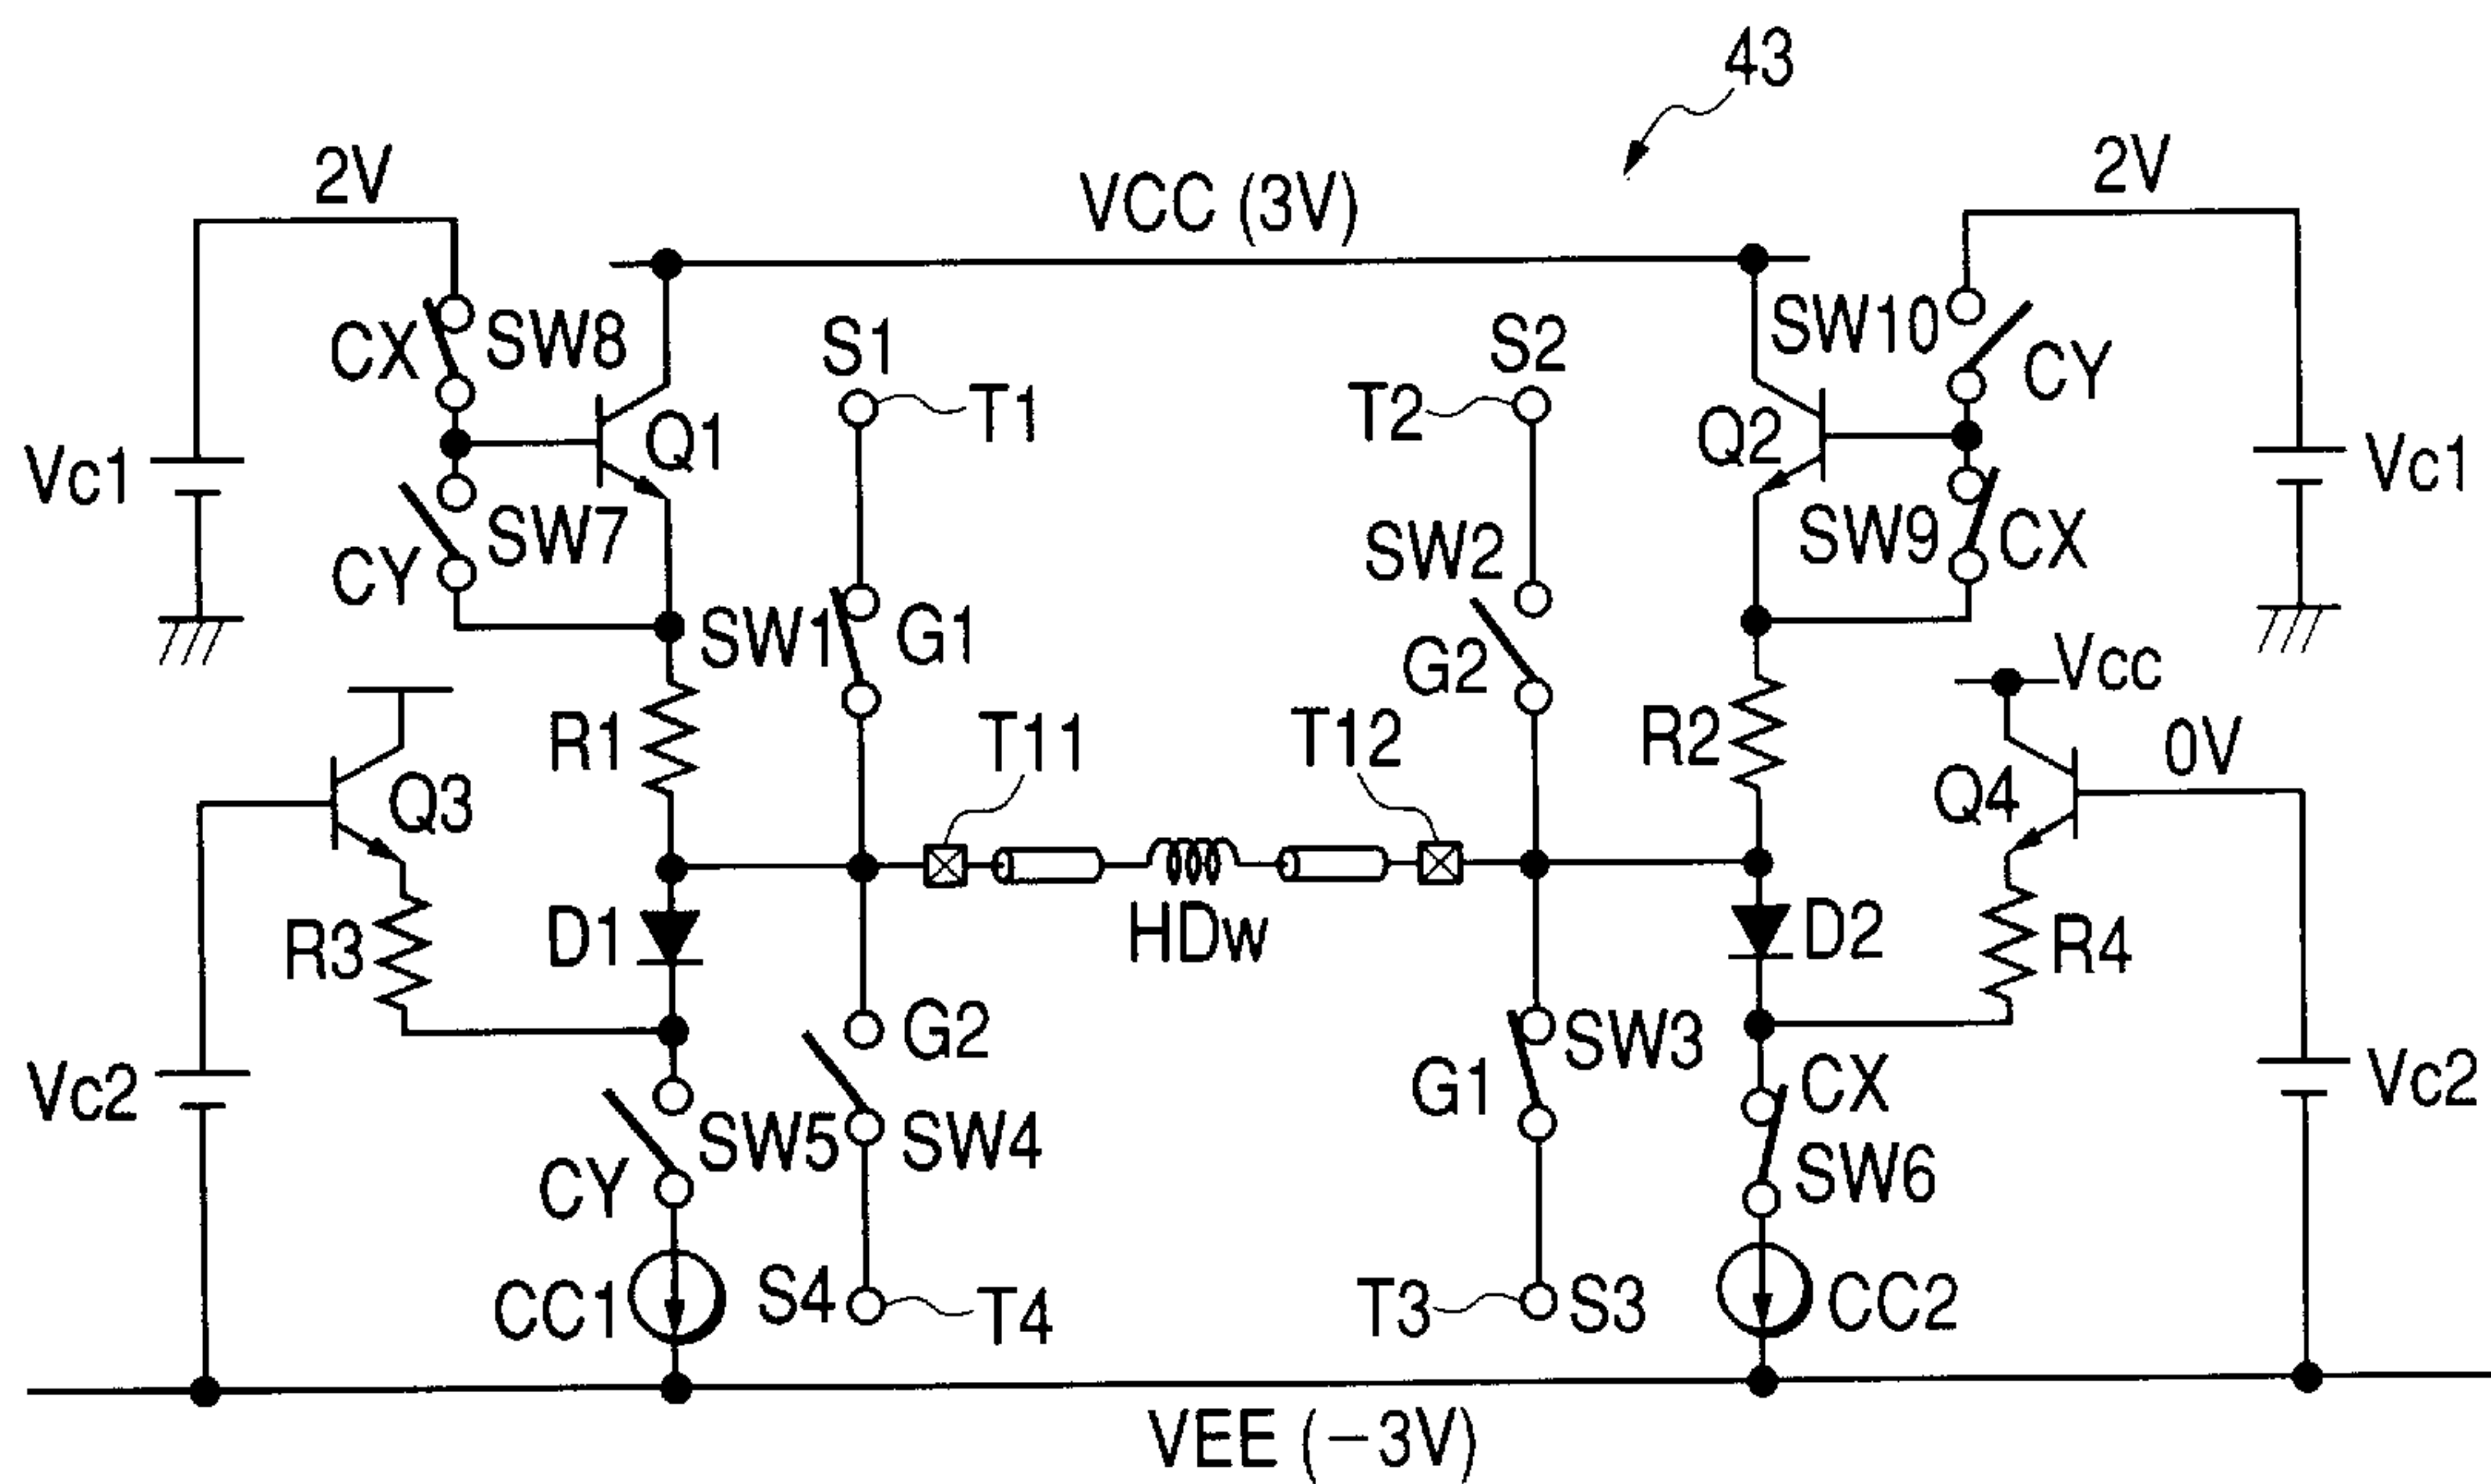 43
2V
VCC (3V)
2V
CX
SW8
S1
S2
SW10
CY
T1
T2
Vc1
Q1
Q2
Vc1
CY
SW7
SW2
SW9
CX
SW1
G1
G2
Vcc
R1
T11
T12
R2
0V
Q3
Q4
R3
D1
HDw
D2
R4
G2
SW3
Vc2
G1
CX
Vc2
CY
SW5
SW4
SW6
CC1
S4
T4
T3
S3
CC2
VEE (−3V)